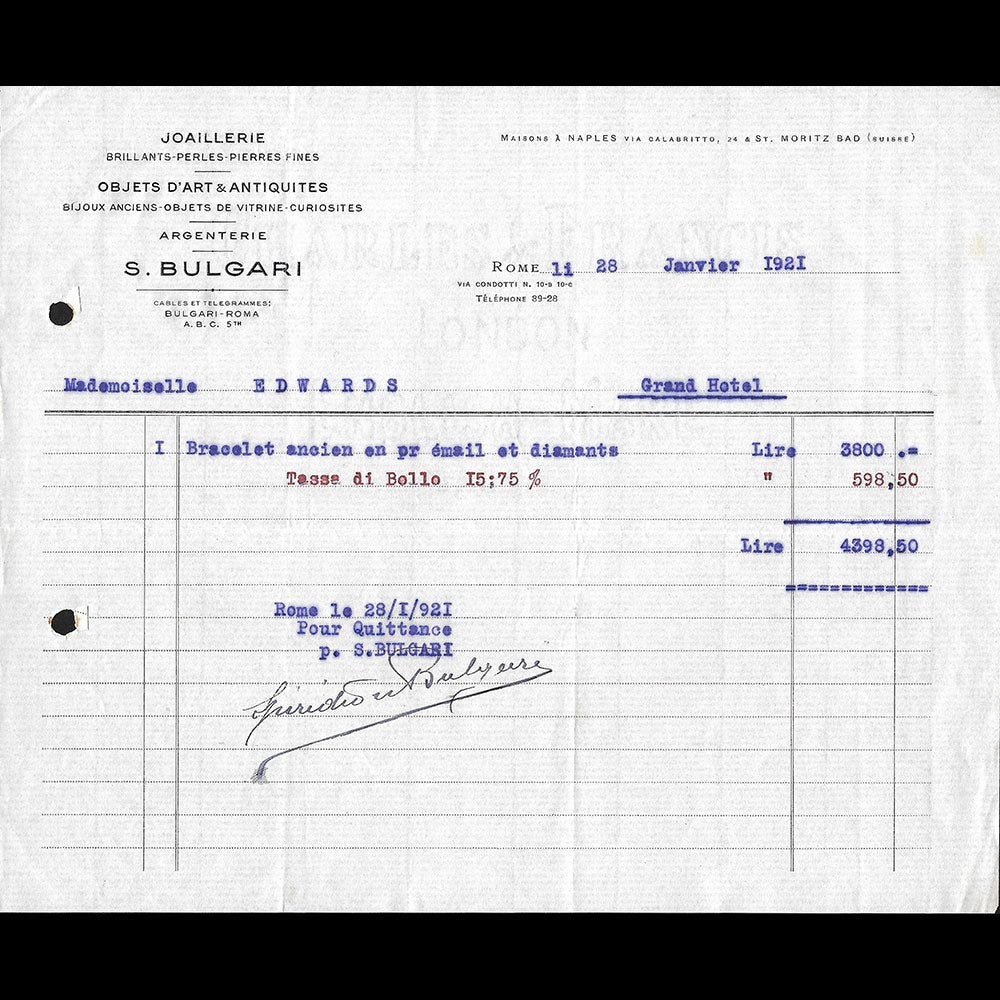 JOAILLERIE
BRILLANTS-PERLES-PIERRES FINES
OBJETS D'ART & ANTIQUITES
BIJOUX ANCIENS-OBJETS DE VITRINE-CURIOSITES
ARGENTERIE
S. BULGARI
CABLES ET TELEGRAMMES:
BULGARI-ROMA
A.B.C. 5TH
MAISONS À NAPLES VIA CALABRITTO, 24 & ST. MORITZ BAD (SUISSE)
ROME li 28 Janvier I92I
VIA CONDOTTI N. 10-B 10-C
TÉLÉPHONE 89-28
Mademoiselle E D W A R D S Grand Hotel
I Bracelet ancien en pr émail et diamants Lire 3800 .=
Tassa di Bollo I5;75 % " 598,50
Lire 4398,50
Rome le 28/I/92I
Pour Quittance
p. S.BULGARI
Spiridion Bulgari